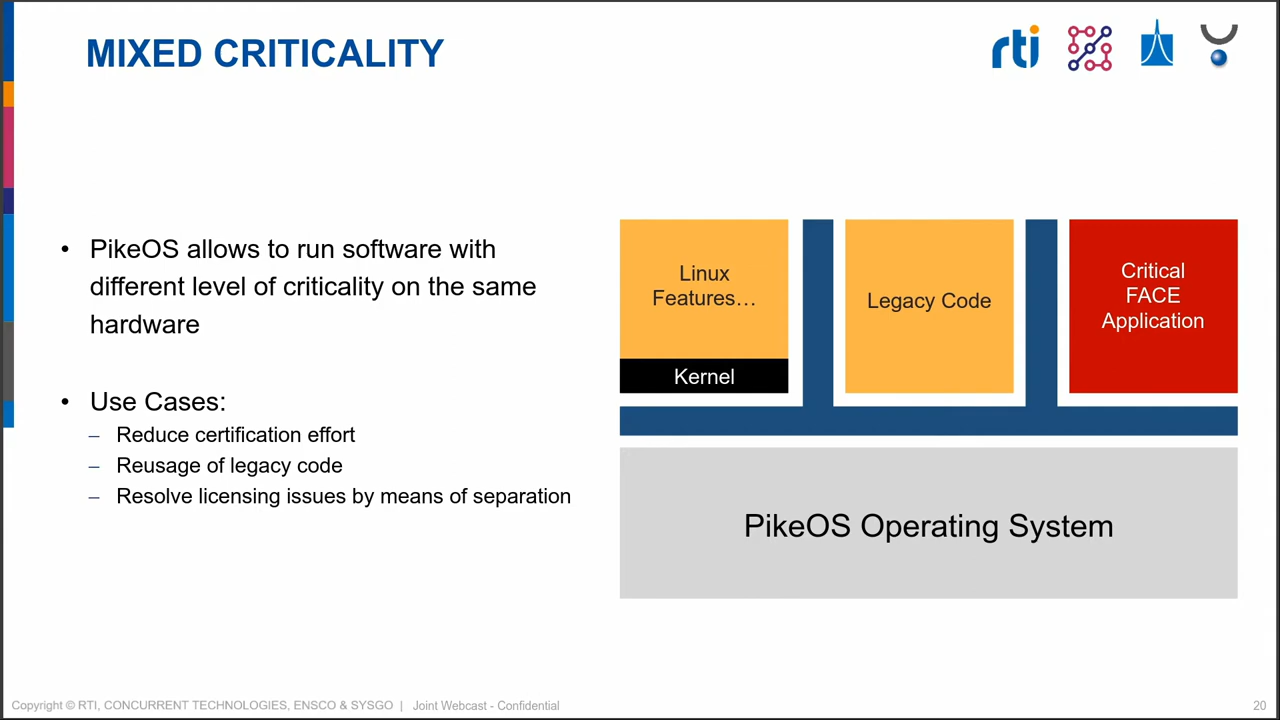 MIXED CRITICALITY
rti
• PikeOS allows to run software with
different level of criticality on the same
hardware
• Use Cases:
– Reduce certification effort
– Reusage of legacy code
– Resolve licensing issues by means of separation
Linux
Features…
Kernel
Legacy Code
Critical
FACE
Application
PikeOS Operating System
Copyright © RTI, CONCURRENT TECHNOLOGIES, ENSCO & SYSGO | Joint Webcast - Confidential
20